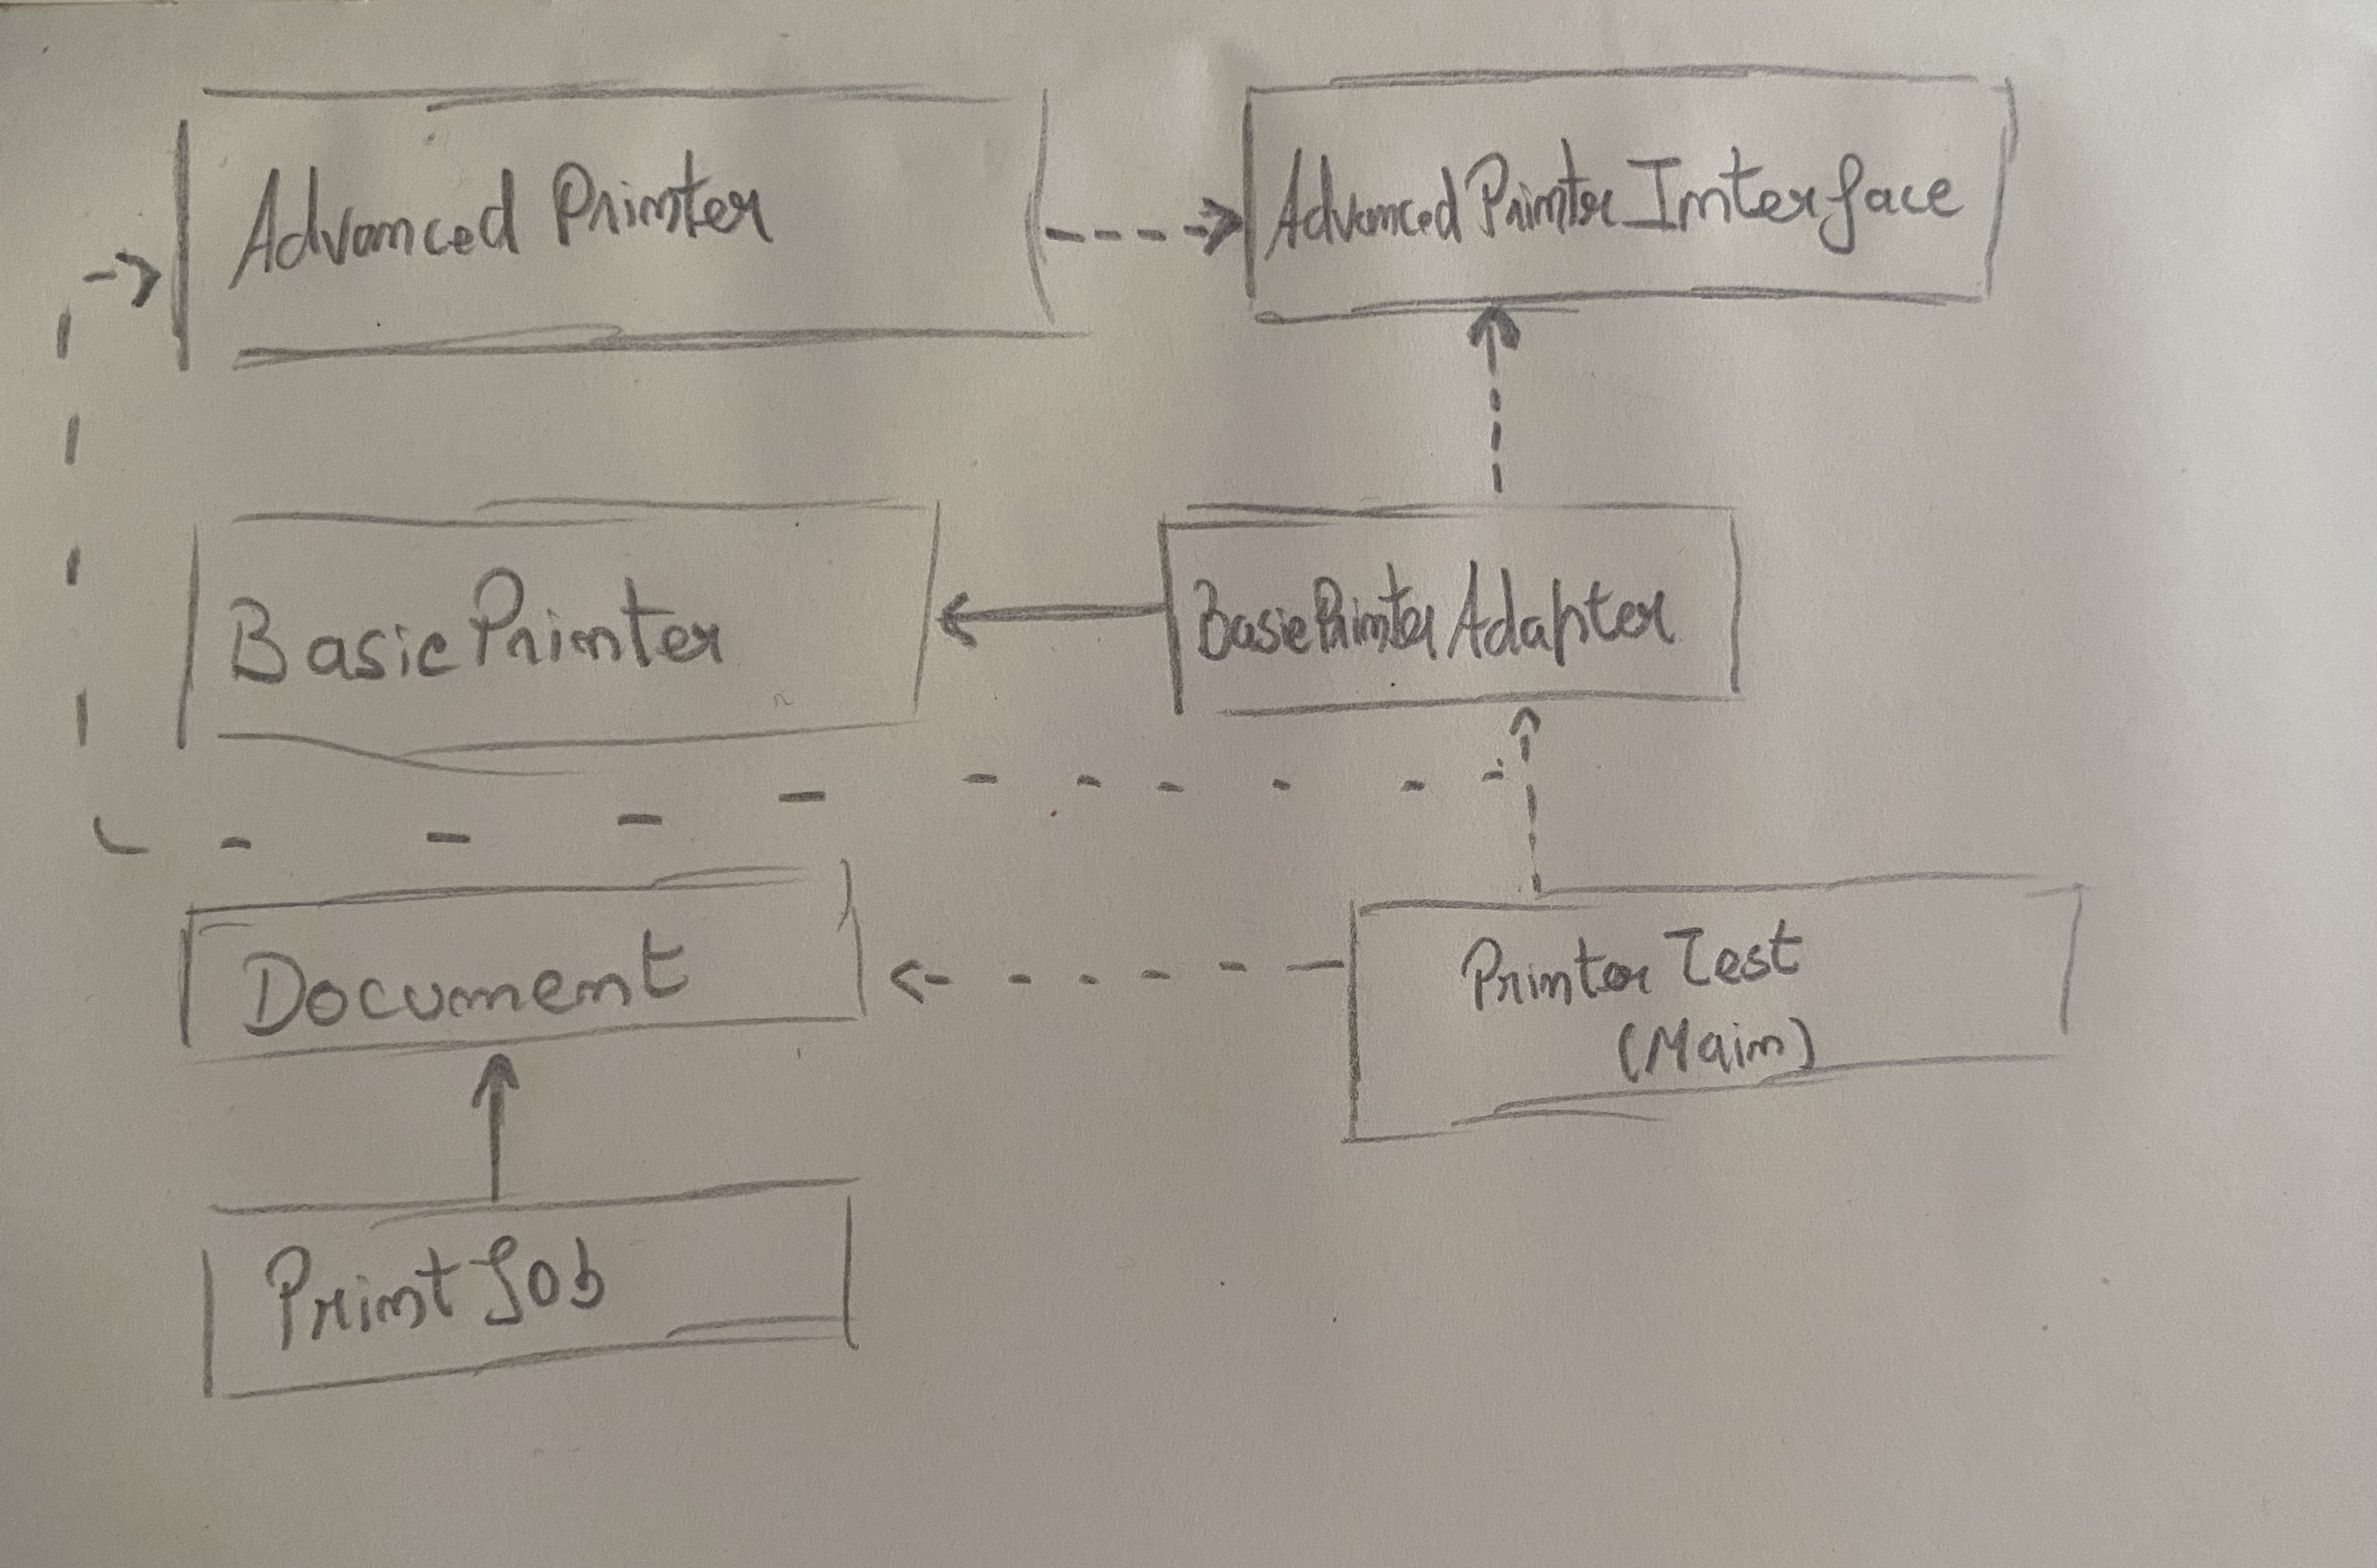 Advanced Printer
Advanced Printer Interface
Basic Printer
Basic Printer Adapter
Document
Printer Test
(Main)
Print Job